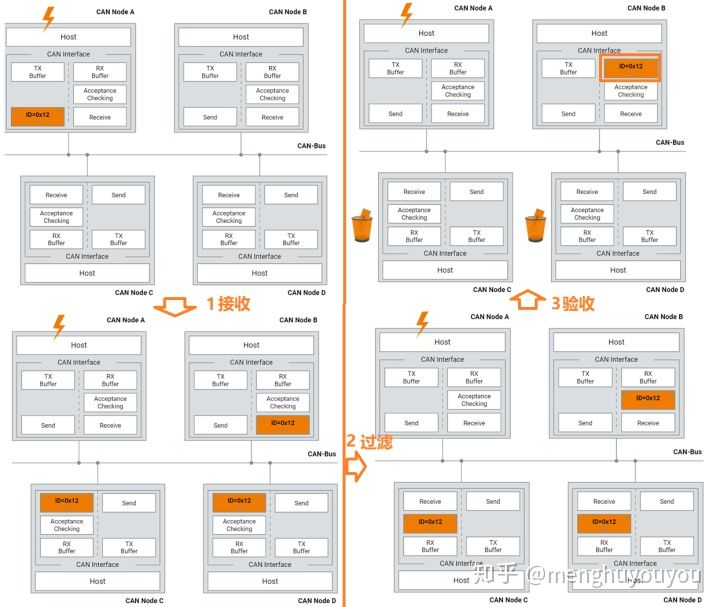 CAN Node A
CAN Node B
Host
Host
CAN Interface
CAN Interface
TX
Buffer
RX
Buffer
TX
Buffer
RX
Buffer
Acceptance
Checking
Acceptance
Checking
ID=0x12
Receive
Send
Receive
CAN-Bus
Receive
Send
Receive
Send
Acceptance
Checking
Acceptance
Checking
RX
Buffer
TX
Buffer
RX
Buffer
TX
Buffer
CAN Interface
CAN Interface
Host
Host
CAN Node C
CAN Node D
1接收
CAN Node A
CAN Node B
Host
Host
CAN Interface
CAN Interface
TX
Buffer
RX
Buffer
TX
Buffer
RX
Buffer
Acceptance
Checking
Acceptance
Checking
Send
Receive
Send
ID=0x12
CAN-Bus
ID=0x12
Send
ID=0x12
Send
Acceptance
Checking
Acceptance
Checking
RX
Buffer
TX
Buffer
RX
Buffer
TX
Buffer
CAN Interface
CAN Interface
Host
Host
CAN Node C
CAN Node D
2 过滤
CAN Node A
CAN Node B
Host
Host
CAN Interface
CAN Interface
TX
Buffer
RX
Buffer
TX
Buffer
RX
Buffer
Acceptance
Checking
ID=0x12
Send
Receive
Send
Receive
CAN-Bus
Receive
Send
Receive
Send
ID=0x12
ID=0x12
RX
Buffer
TX
Buffer
RX
Buffer
TX
Buffer
CAN Interface
CAN Interface
Host
Host
CAN Node C
CAN Node D
3验收
CAN Node A
CAN Node B
Host
Host
CAN Interface
CAN Interface
TX
Buffer
RX
Buffer
TX
Buffer
ID=0x12
Acceptance
Checking
Acceptance
Checking
Send
Receive
Send
Receive
CAN-Bus
Receive
Send
Receive
Send
Acceptance
Checking
Acceptance
Checking
RX
Buffer
TX
Buffer
RX
Buffer
TX
Buffer
CAN Interface
CAN Interface
Host
Host
CAN Node C
CAN Node D
知乎 @menghuyouyou